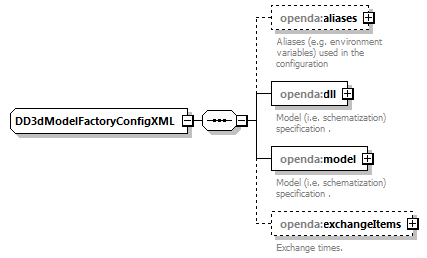 openda:aliases
Aliases (e.g. environment
variables) used in the
configuration
DD3dModelFactoryConfigXML
openda:dll
Model (i.e. schematization)
specification .
openda:model
Model (i.e. schematization)
specification .
openda:exchangeItems
Exchange times.